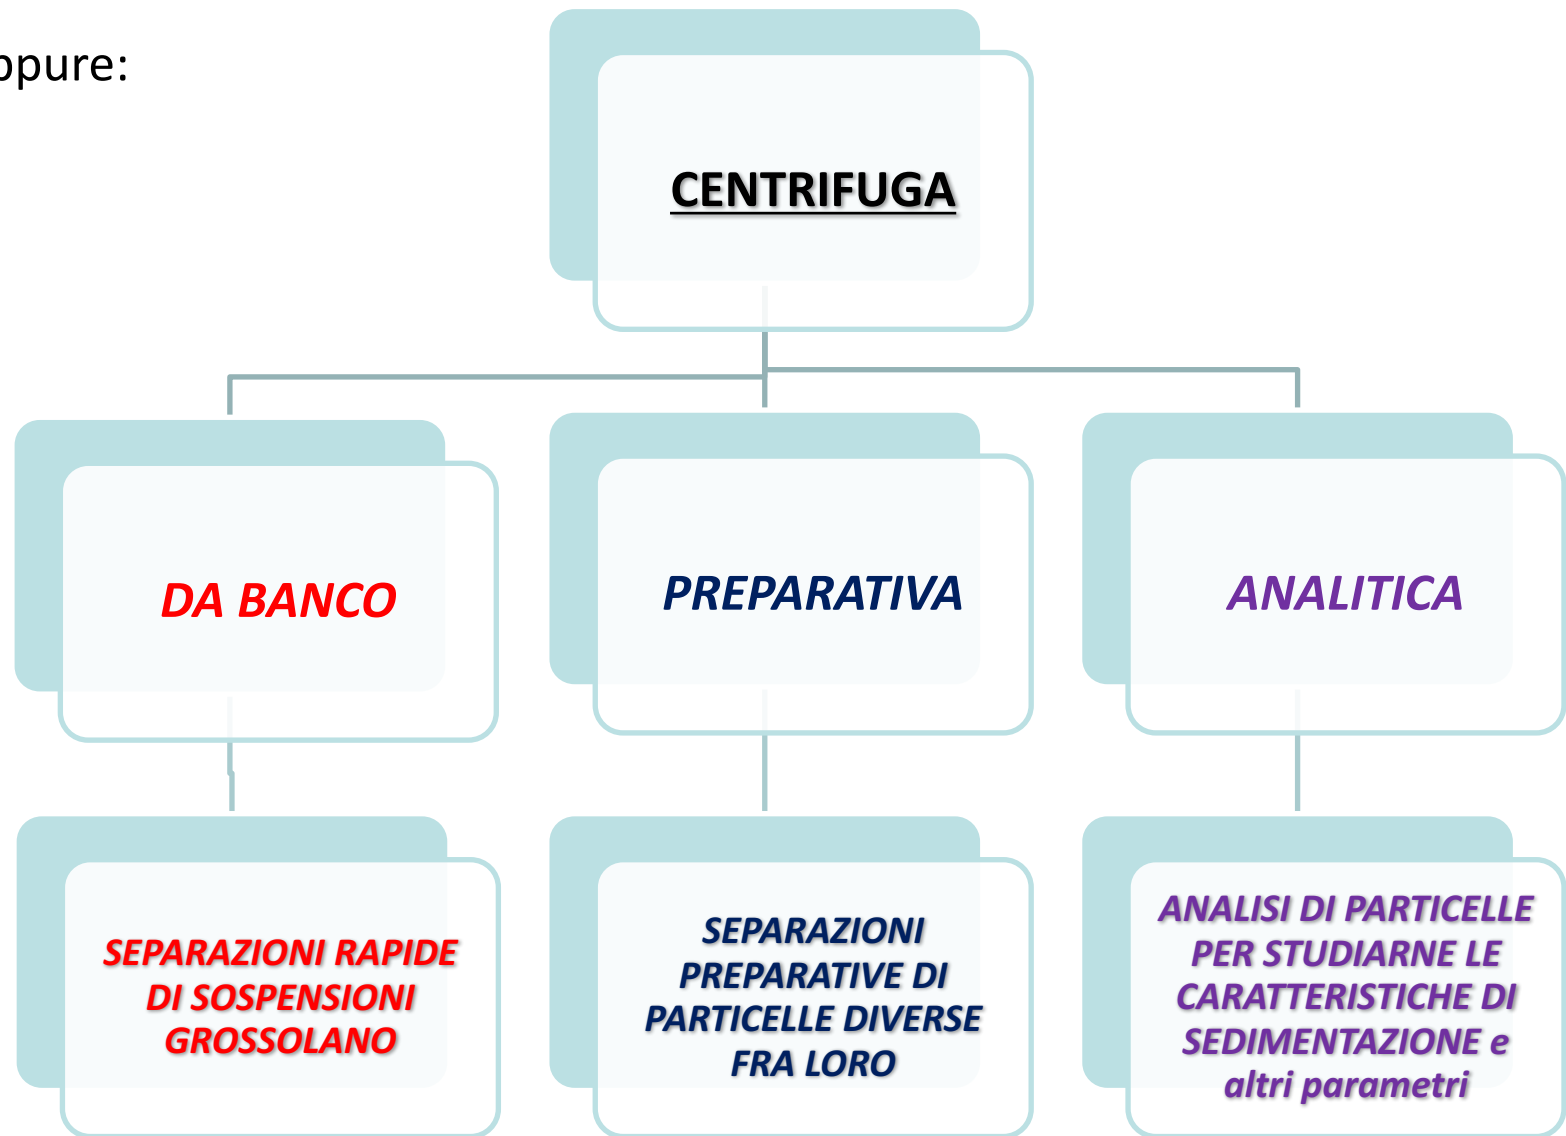 ppure:
CENTRIFUGA
DA BANCO
PREPARATIVA
ANALITICA
SEPARAZIONI RAPIDE
DI SOSPENSIONI
GROSSOLANO
SEPARAZIONI
PREPARATIVE DI
PARTICELLE DIVERSE
FRA LORO
ANALISI DI PARTICELLE
PER STUDIARNE LE
CARATTERISTICHE DI
SEDIMENTAZIONE e
altri parametri